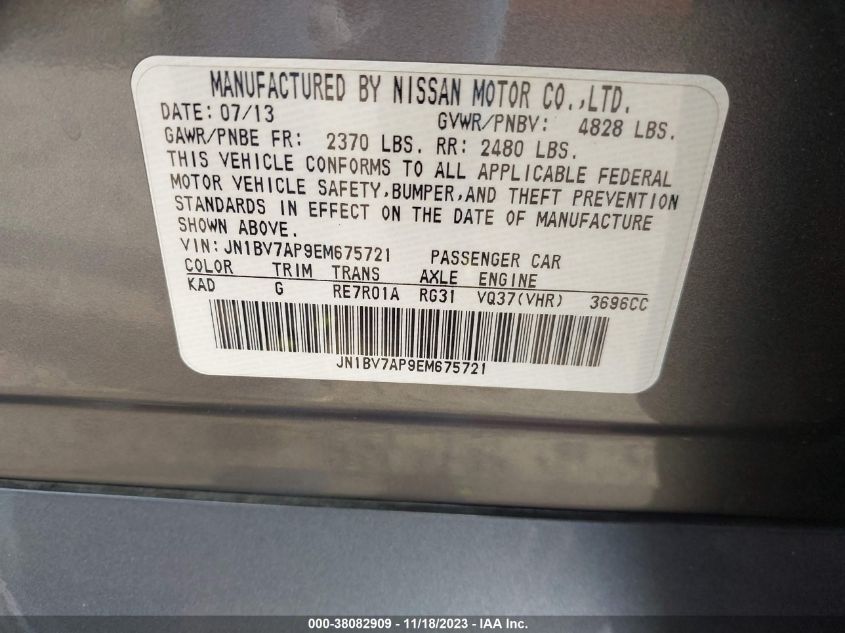 MANUFACTURED BY NISSAN MOTOR CO.,LTD.
DATE: 07/13 GVWR/PNBV: 4828 LBS.
GAWR/PNBE FR: 2370 LBS. RR: 2480 LBS.
THIS VEHICLE CONFORMS TO ALL APPLICABLE FEDERAL
MOTOR VEHICLE SAFETY,BUMPER,AND THEFT PREVENTION
STANDARDS IN EFFECT ON THE DATE OF MANUFACTURE
SHOWN ABOVE.
VIN:JN1BV7AP9EM675721 PASSENGER CAR
COLOR TRIM TRANS AXLE ENGINE
KAD G RE7R01A RG31 VQ37(VHR) 3696CC
JN1BV7AP9EM675721
000-38082909 - 11/18/2023 - IAA Inc.